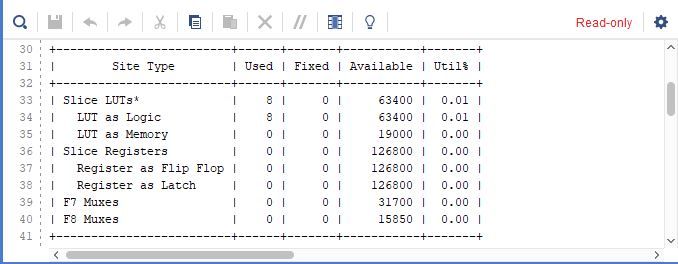 Read-only
30 +----------------------------+------+-------+-----------+-------+
31 |          Site Type         | Used | Fixed | Available | Util% |
32 +----------------------------+------+-------+-----------+-------+
33 | Slice LUTs*                |    8 |     0 |     63400 |  0.01 |
34 |   LUT as Logic             |    8 |     0 |     63400 |  0.01 |
35 |   LUT as Memory            |    0 |     0 |     19000 |  0.00 |
36 | Slice Registers            |    0 |     0 |    126800 |  0.00 |
37 |   Register as Flip Flop    |    0 |     0 |    126800 |  0.00 |
38 |   Register as Latch        |    0 |     0 |    126800 |  0.00 |
39 | F7 Muxes                   |    0 |     0 |     31700 |  0.00 |
40 | F8 Muxes                   |    0 |     0 |     15850 |  0.00 |
41 +----------------------------+------+-------+-----------+-------+